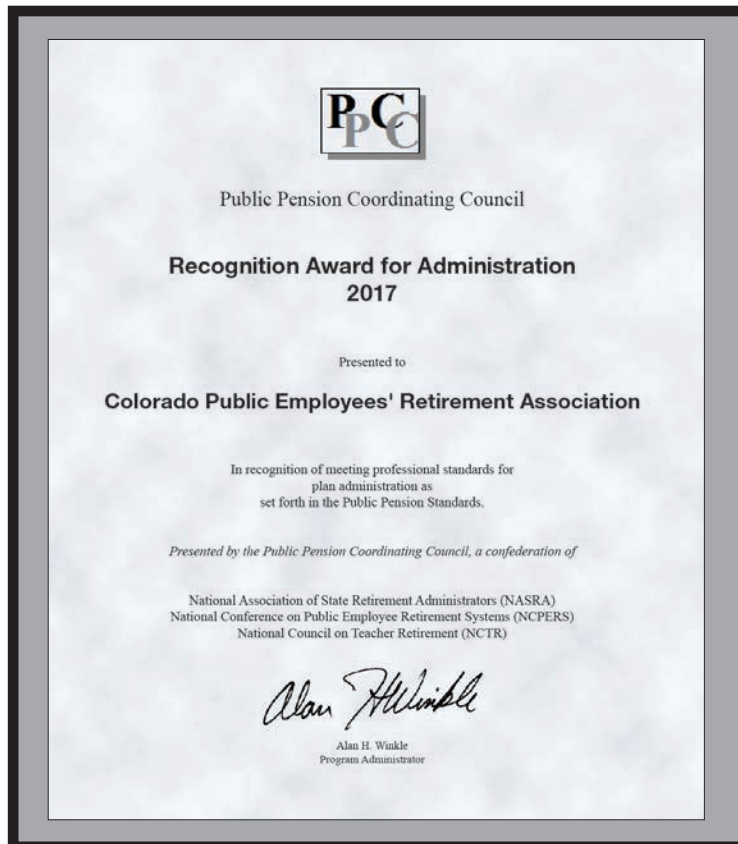 PPCC
Public Pension Coordinating Council
Recognition Award for Administration
2017
Presented to
Colorado Public Employees' Retirement Association
In recognition of meeting professional standards for
plan administration as
set forth in the Public Pension Standards.
Presented by the Public Pension Coordinating Council, a confederation of
National Association of State Retirement Administrators (NASRA)
National Conference on Public Employee Retirement Systems (NCPERS)
National Council on Teacher Retirement (NCTR)
Alan H Winkle
Alan H. Winkle
Program Administrator